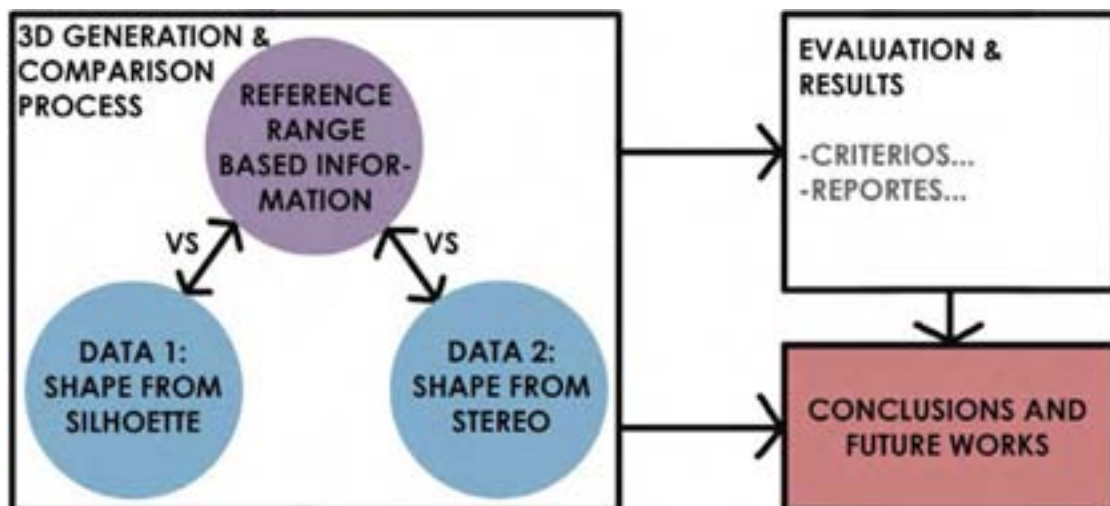 3D GENERATION &
COMPARISON
PROCESS
REFERENCE
RANGE
BASED INFOR-
MATION
VS
VS
DATA 1:
SHAPE FROM
SILHOETTE
DATA 2:
SHAPE FROM
STEREO
EVALUATION &
RESULTS
-CRITERIOS...
-REPORTES...
CONCLUSIONS AND
FUTURE WORKS